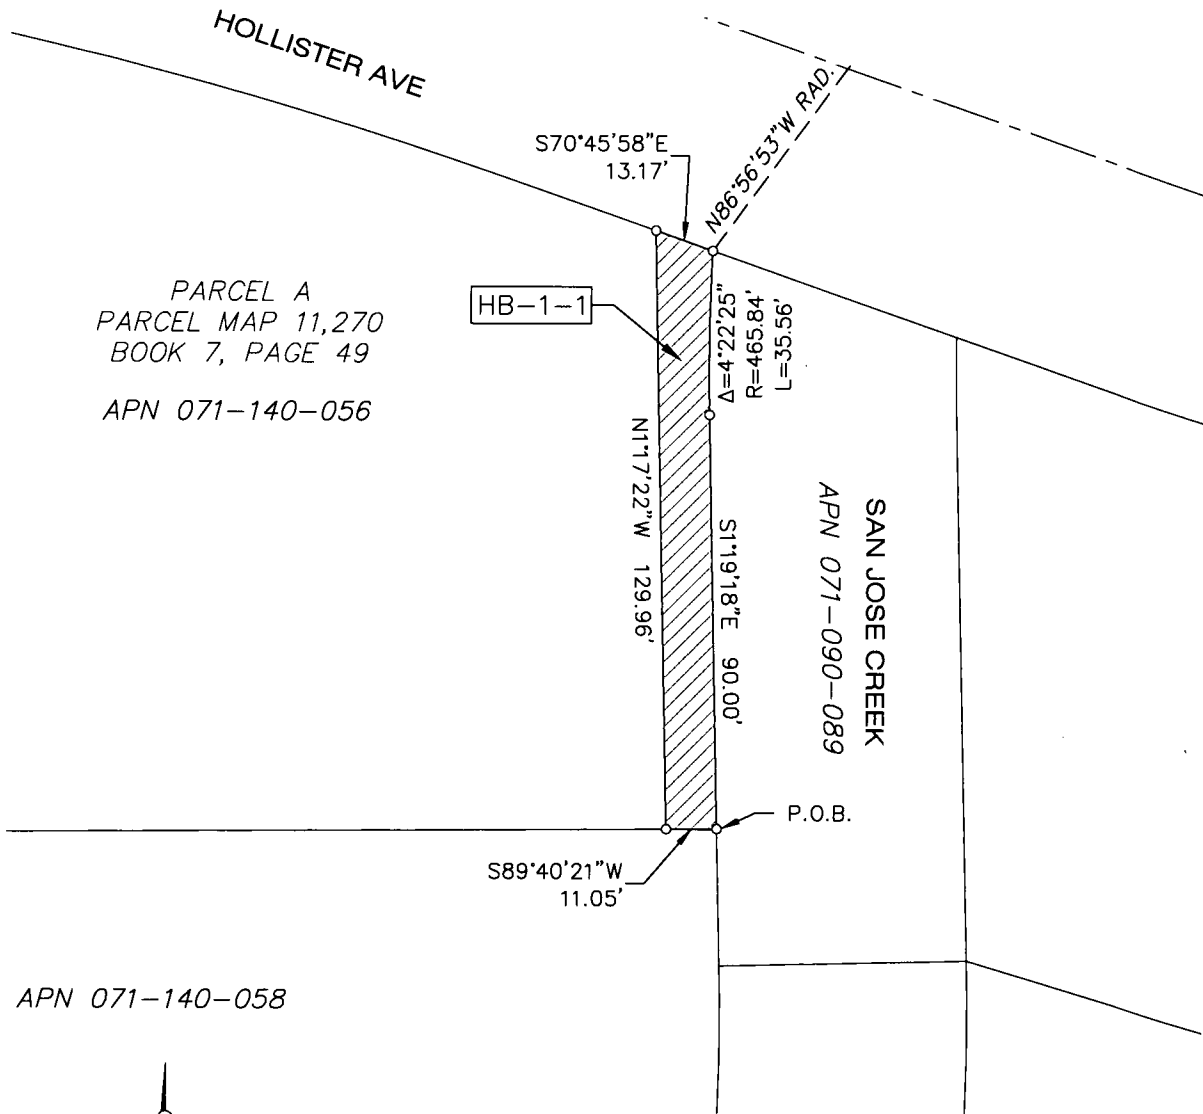 HOLLISTER AVE
N86°56'53"W RAD.
S70°45'58"E
13.17'
PARCEL A
PARCEL MAP 11,270
BOOK 7, PAGE 49
APN 071-140-056
HB-1-1
Δ=4°22'25"
R=465.84'
L=35.56'
N1°17'22"W 129.96'
S1°19'18"E 90.00'
SAN JOSE CREEK
APN 071-090-089
P.O.B.
S89°40'21"W
11.05'
APN 071-140-058